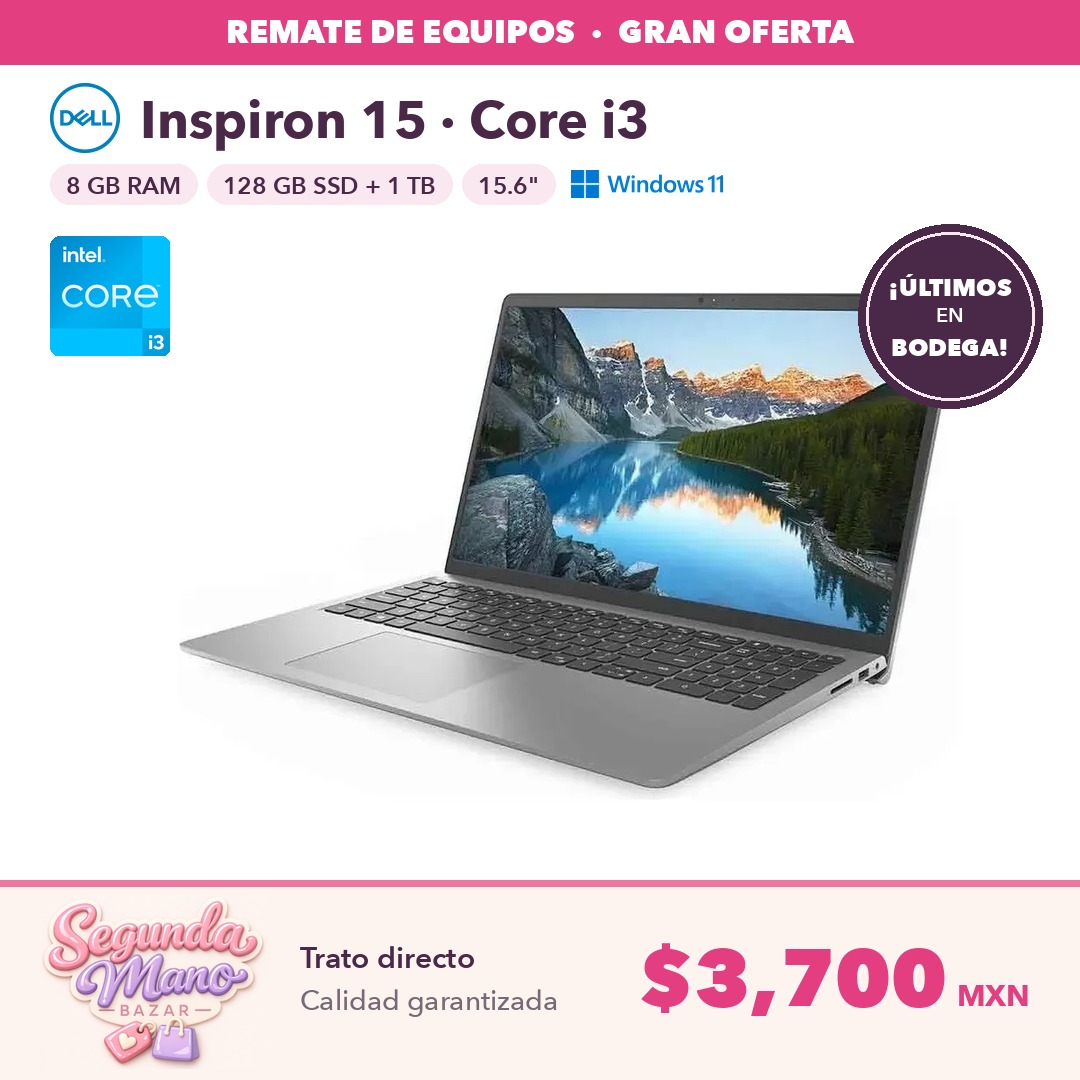 REMATE DE EQUIPOS • GRAN OFERTA
DELL
Inspiron 15 · Core i3
8 GB RAM
128 GB SSD + 1 TB
15.6"
Windows 11
intel.
CORE
i3
¡ÚLTIMOS
EN
BODEGA!
Segunda
Mano
BAZAR
Trato directo
Calidad garantizada
$3,700 MXN